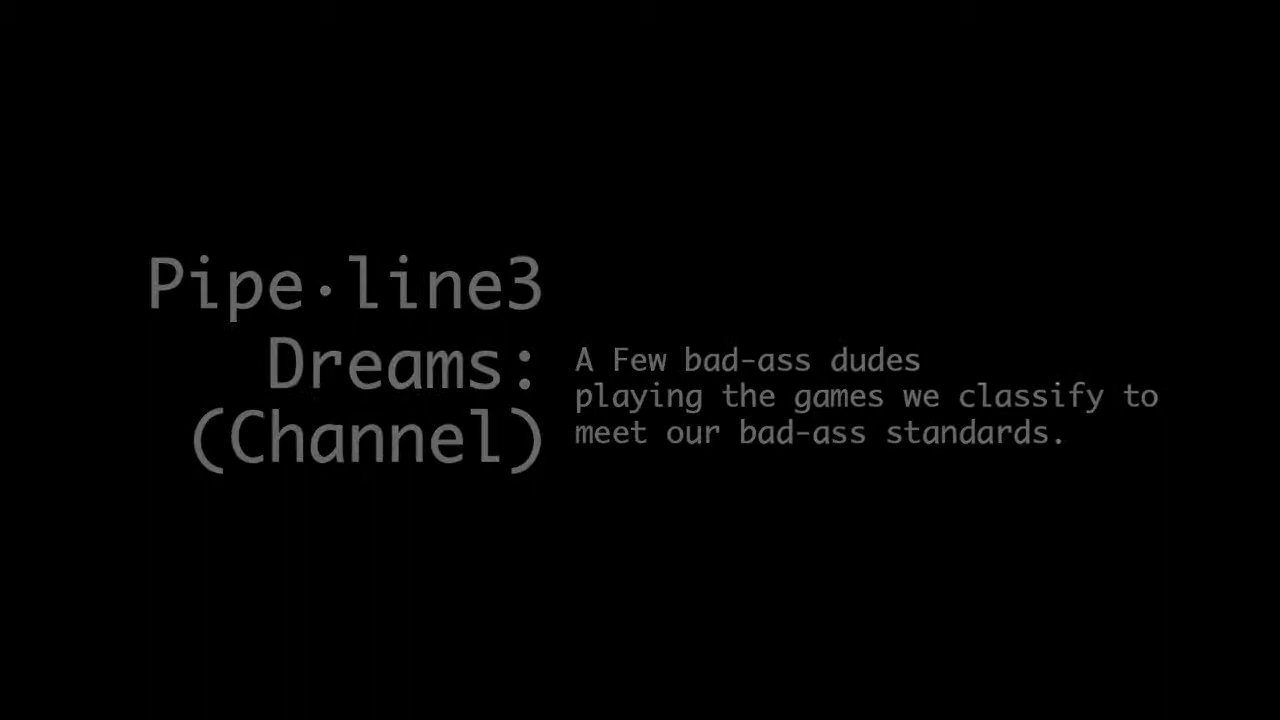 Pipe·line3
Dreams:
(Channel)
A Few bad-ass dudes
playing the games we classify to
meet our bad-ass standards.